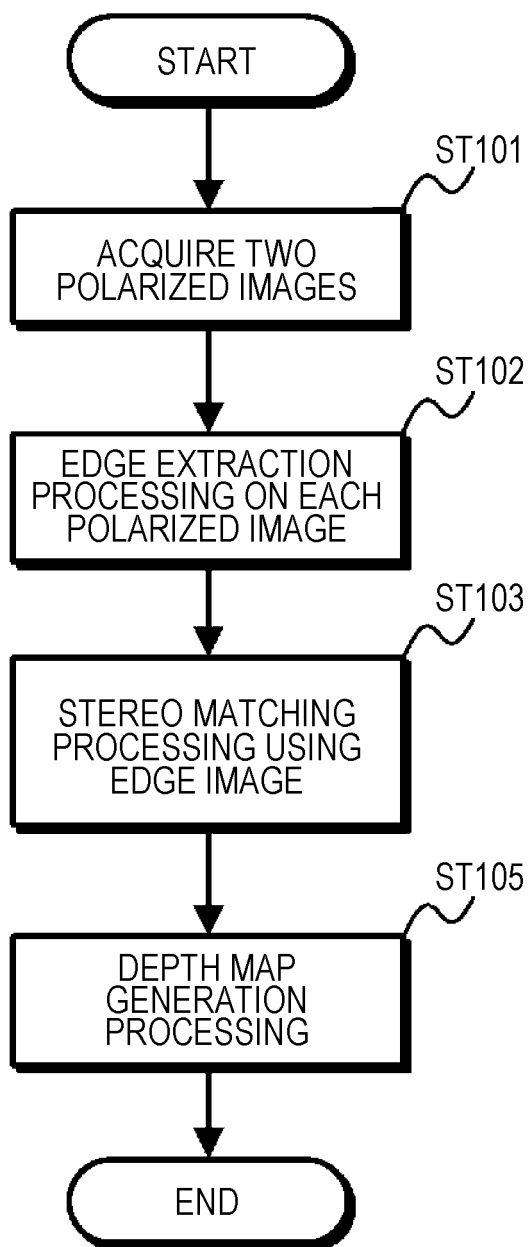 START
ST101
ACQUIRE TWO
POLARIZED IMAGES
ST102
EDGE EXTRACTION
PROCESSING ON EACH
POLARIZED IMAGE
ST103
STEREO MATCHING
PROCESSING USING
EDGE IMAGE
ST105
DEPTH MAP
GENERATION
PROCESSING
END